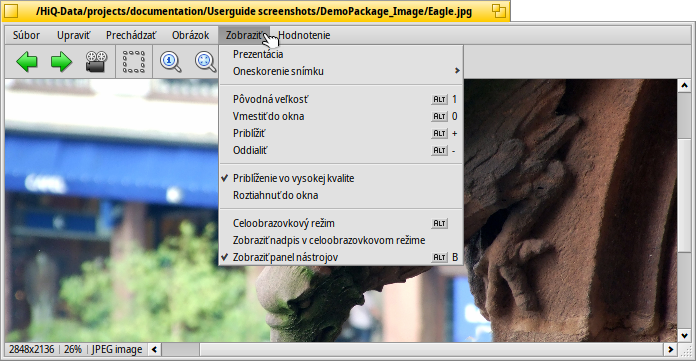 /HiQ-Data/projects/documentation/Userguide screenshots/DemoPackage_Image/Eagle.jpg
Súbor Upraviť Prechádzať Obrázok Zobraziť Hodnotenie
Prezentácia
Oneskorenie snímku
Pôvodná veľkosť ALT 1
Vmestiť do okna ALT 0
Priblížiť ALT +
Oddialiť ALT -
Priblíženie vo vysokej kvalite
Roztiahnuť do okna
Celoobrazovkový režim ALT
Zobraziť nadpis v celoobrazovkovom režime
Zobraziť panel nástrojov ALT B
2848x2136 26% JPEG image